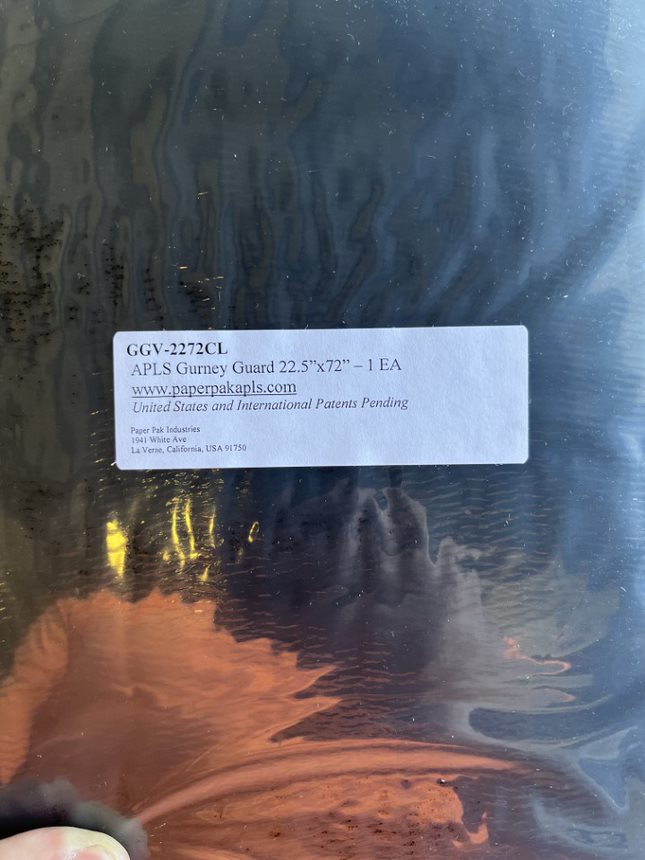 GGV-2272CL
APLS Gurney Guard 22.5”x72” – 1 EA
www.paperpakapls.com
United States and International Patents Pending
Paper Pak Industries
1941 White Ave
La Verne, California, USA 91750